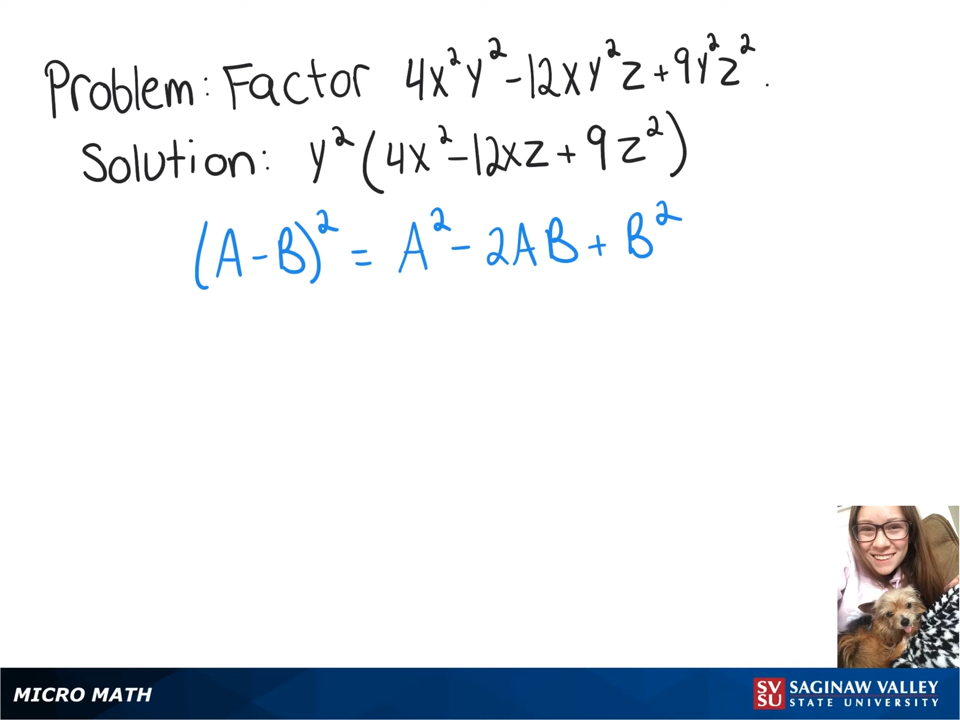 Problem: Factor 4x²y² - 12xy²z + 9y²z².
Solution: y²(4x² - 12xz + 9z²)
(A - B)² = A² - 2AB + B²
MICRO MATH
SV SU SAGINAW VALLEY STATE UNIVERSITY